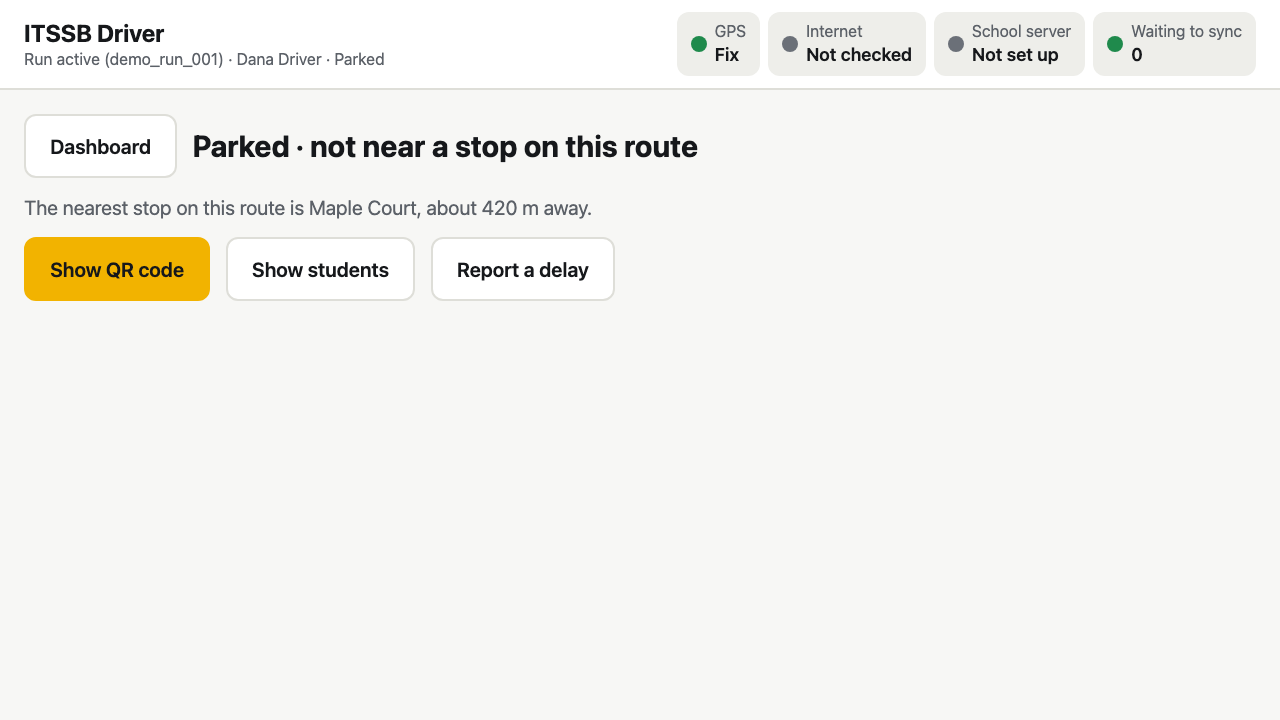 ITSSB Driver
Run active (demo_run_001) · Dana Driver · Parked
GPS
Fix
Internet
Not checked
School server
Not set up
Waiting to sync
0
Dashboard
Parked · not near a stop on this route
The nearest stop on this route is Maple Court, about 420 m away.
Show QR code
Show students
Report a delay